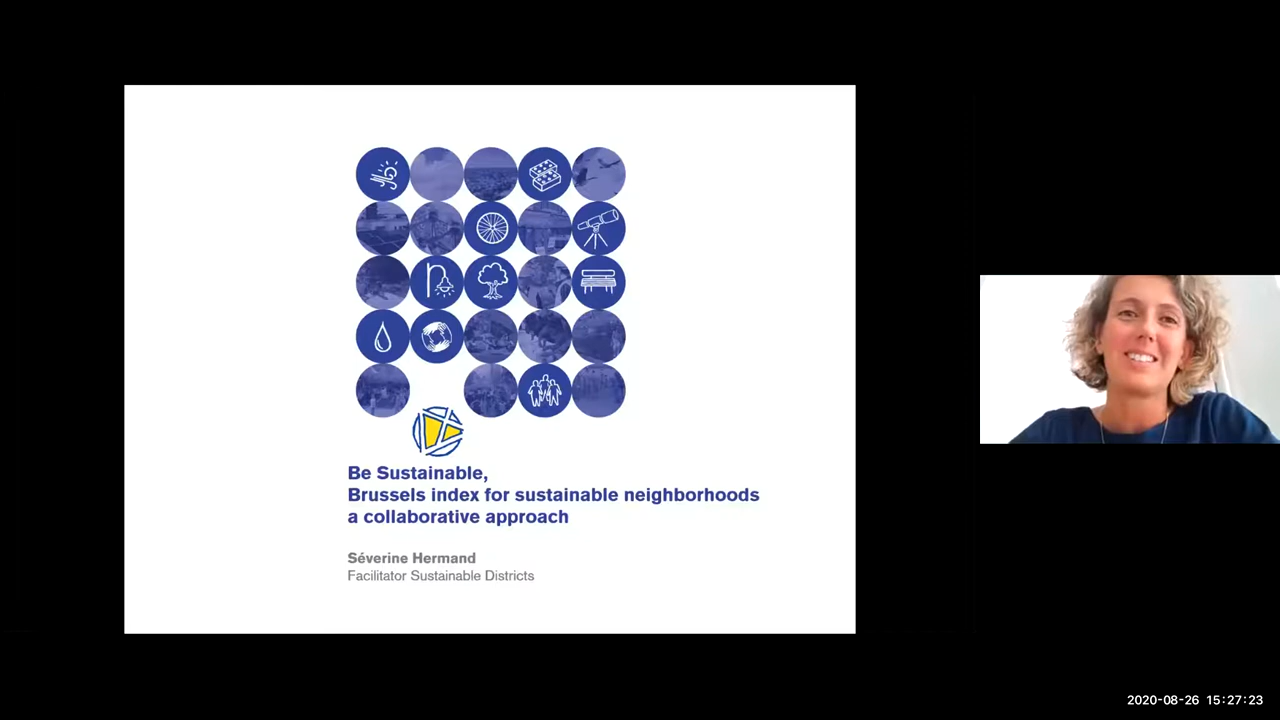 Be Sustainable,
Brussels index for sustainable neighborhoods
a collaborative approach
Séverine Hermand
Facilitator Sustainable Districts
2020-08-26 15:27:23